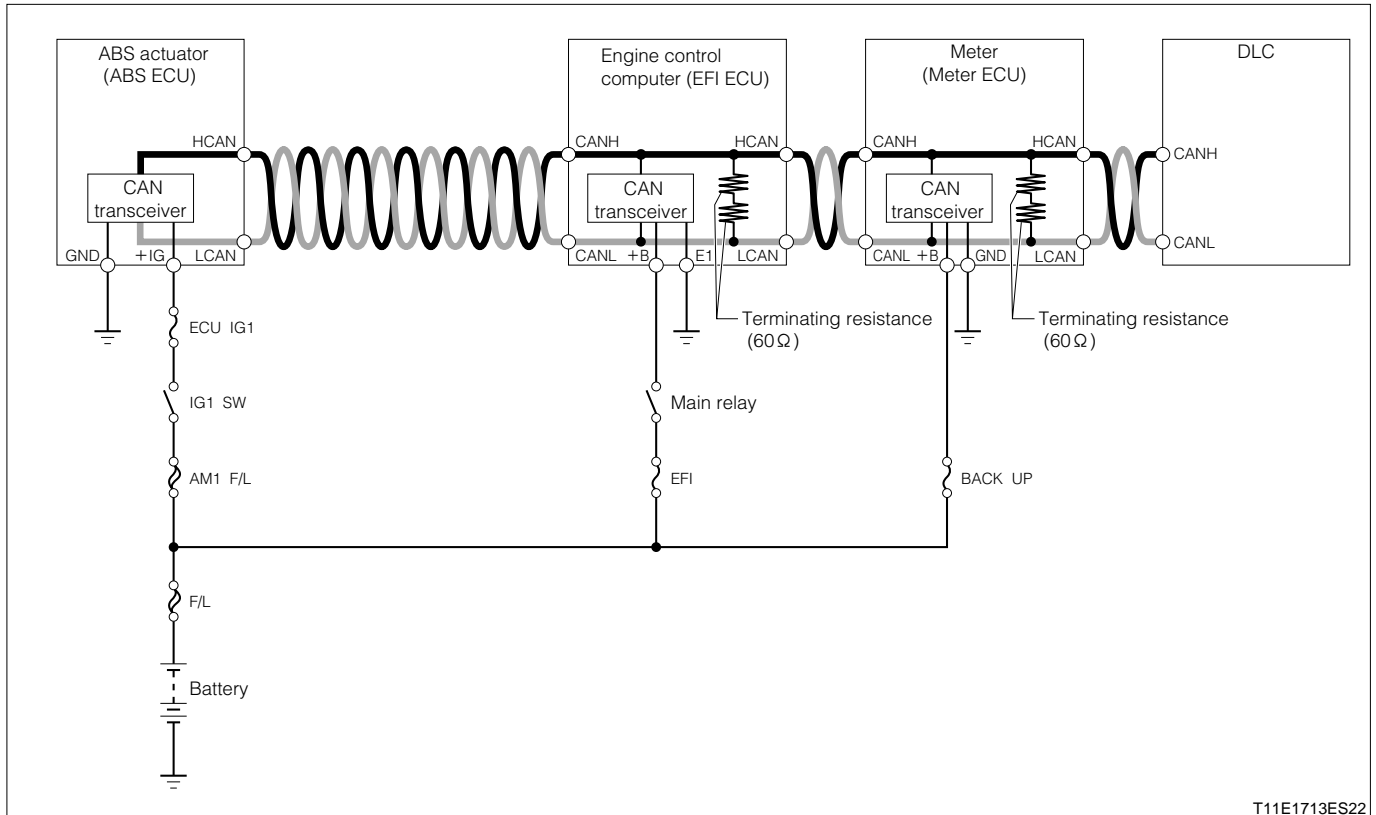 ABS actuator
(ABS ECU)
Engine control
computer (EFI ECU)
Meter
(Meter ECU)
DLC
HCAN
CANH
HCAN
CANH
HCAN
CANH
CAN
transceiver
CAN
transceiver
CAN
transceiver
GND
+IG
LCAN
CANL
+B
E1
LCAN
CANL
+B
GND
LCAN
CANL
ECU IG1
Terminating resistance
(60Ω)
Terminating resistance
(60Ω)
IG1 SW
Main relay
AM1 F/L
EFI
BACK UP
F/L
Battery
T11E1713ES22